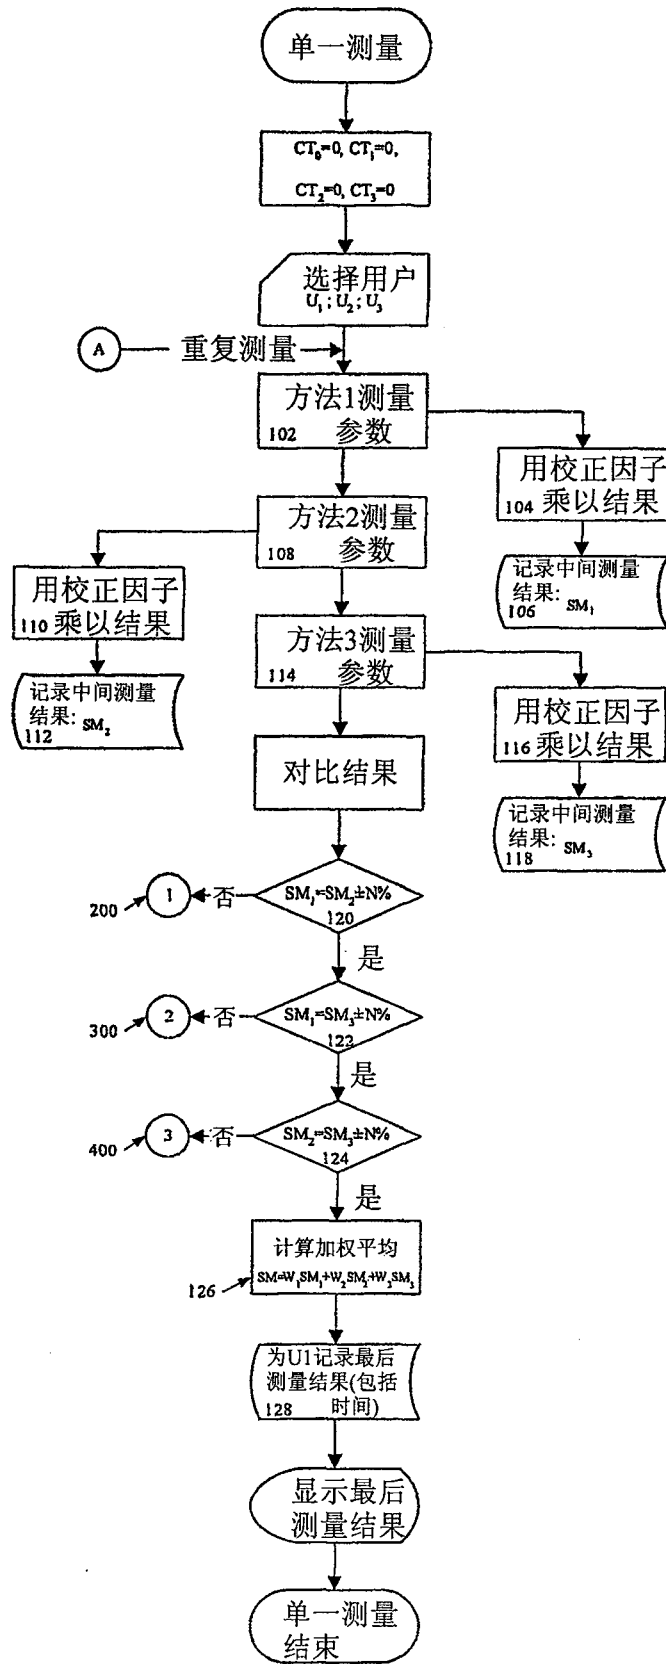 单一测量
CT₀=0, CT₁=0,
CT₂=0, CT₃=0
选择用户
U₁; U₂; U₃
A
重复测量
方法1测量
102 参数
用校正因子
104 乘以结果
记录中间测量
结果: SM₁
106
方法2测量
108 参数
用校正因子
110 乘以结果
记录中间测量
结果: SM₂
112
方法3测量
114 参数
用校正因子
116 乘以结果
记录中间测量
结果: SM₃
118
对比结果
SM₁=SM₂±N%
120
否
1
200
是
SM₁=SM₃±N%
122
否
2
300
是
SM₂=SM₃±N%
124
否
3
400
是
计算加权平均
SM=W₁SM₁+W₂SM₂+W₃SM₃
126
为U1记录最后
测量结果(包括
128 时间)
显示最后
测量结果
单一测量
结束